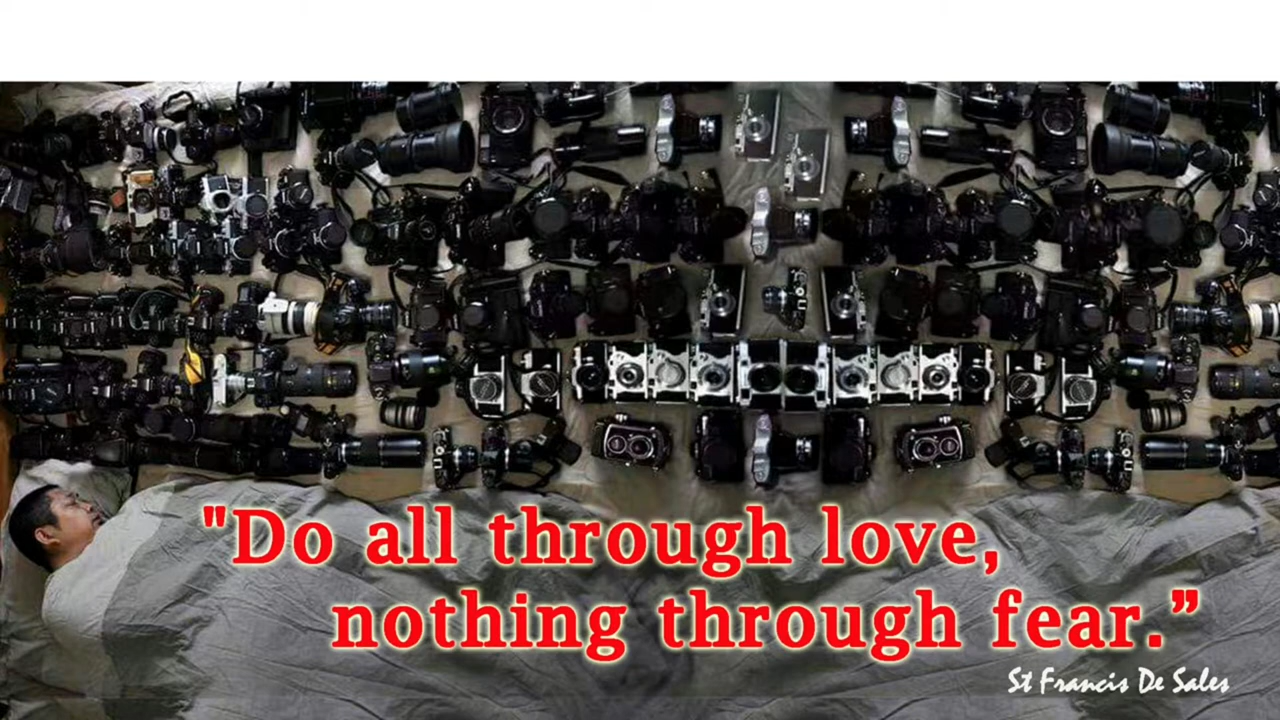 "Do all through love,
nothing through fear.”
St Francis De Sales